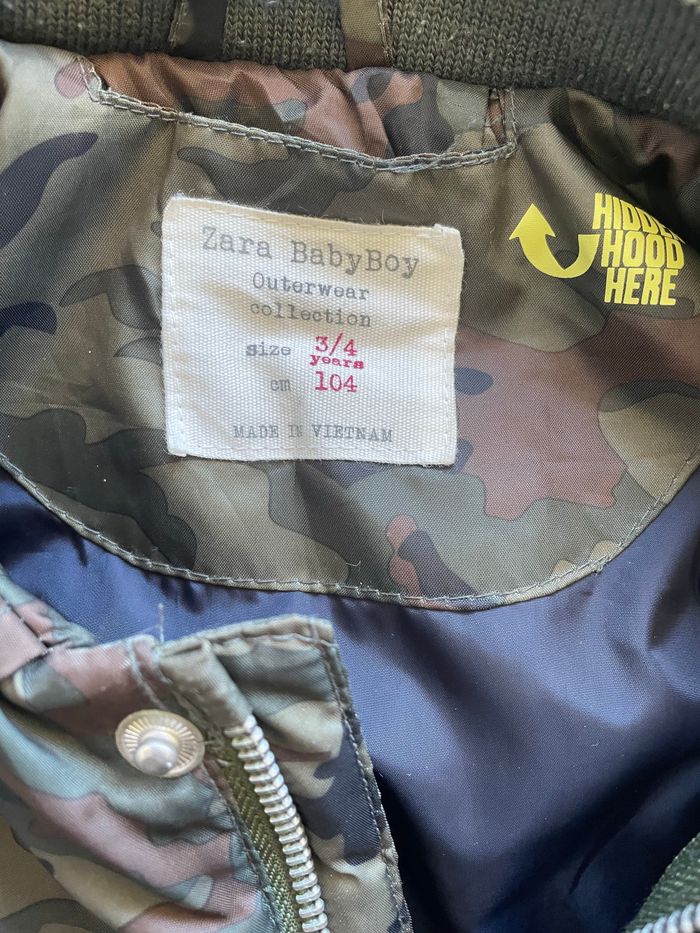 Zara BabyBoy
Outerwear
collection
size 3/4
years
cm 104
MADE IN VIETNAM
HIDDEN
HOOD
HERE